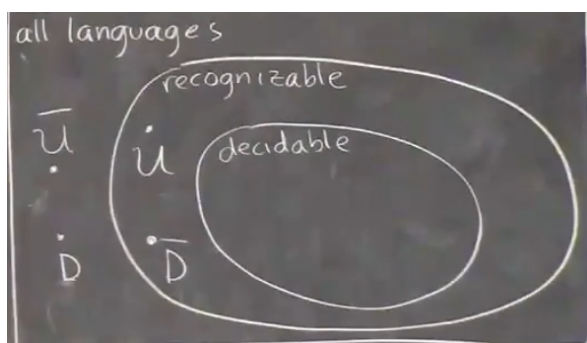 all languages
recognizable
U̅
U
decidable
D
D̅